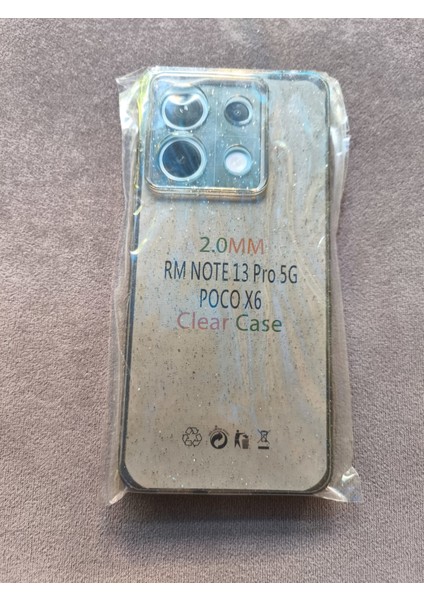 2.0MM
RM NOTE 13 Pro 5G
POCO X6
Clear Case